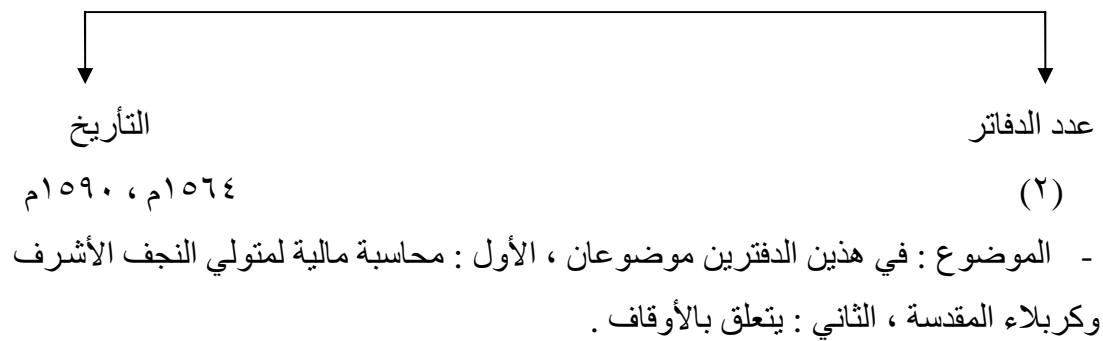 عدد الدفاتر التأريخ
(٢) ١٥٦٤م ، ١٥٩٠م
- الموضوع : في هذين الدفترين موضوعان ، الأول : محاسبة مالية لمتولي النجف الأشرف
وكربلاء المقدسة ، الثاني : يتعلق بالأوقاف .